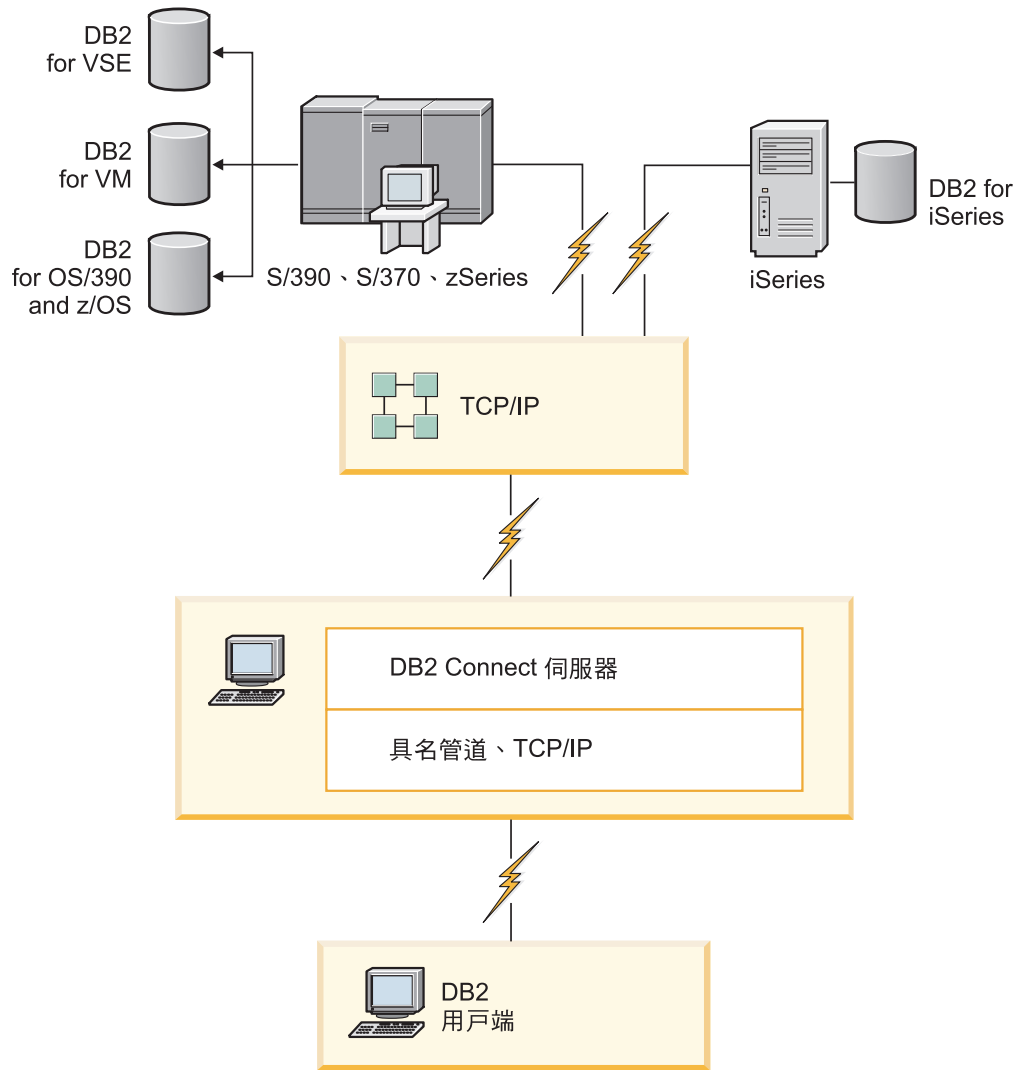 DB2
for VSE
DB2
for VM
DB2
for OS/390
and z/OS
S/390、S/370、zSeries
iSeries
DB2 for
iSeries
TCP/IP
DB2 Connect 伺服器
具名管道、TCP/IP
DB2
用戶端